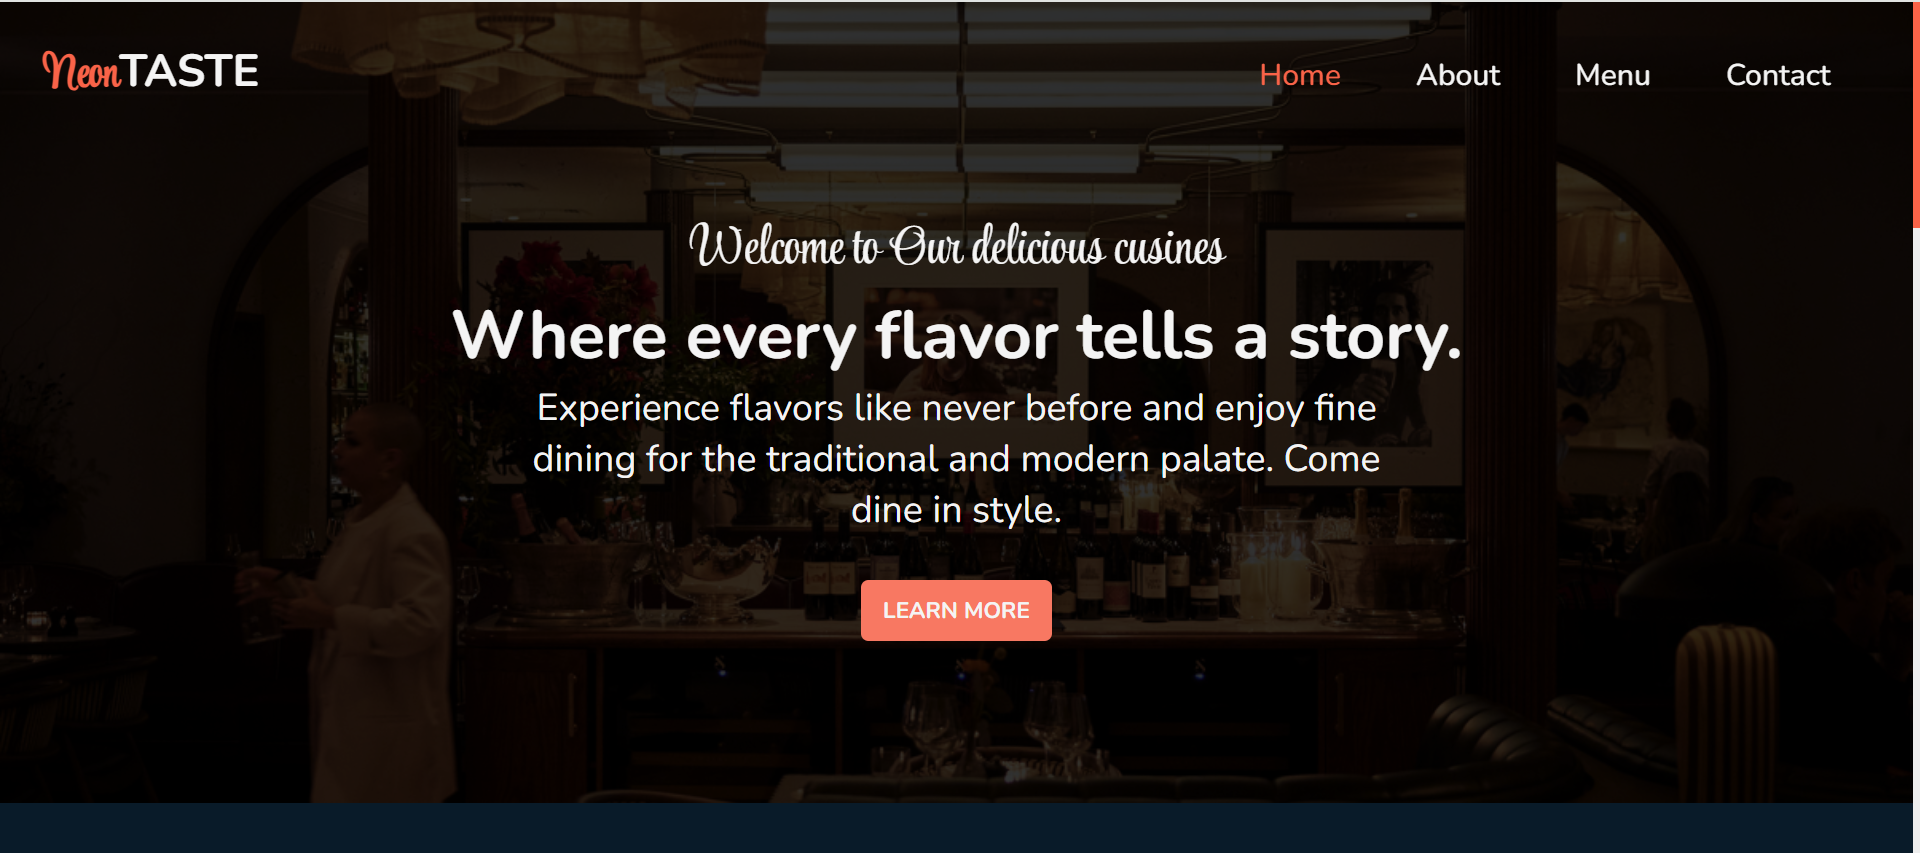 NeonTASTE
Home About Menu Contact
Welcome to Our delicious cusines
Where every flavor tells a story.
Experience flavors like never before and enjoy fine
dining for the traditional and modern palate. Come
dine in style.
LEARN MORE